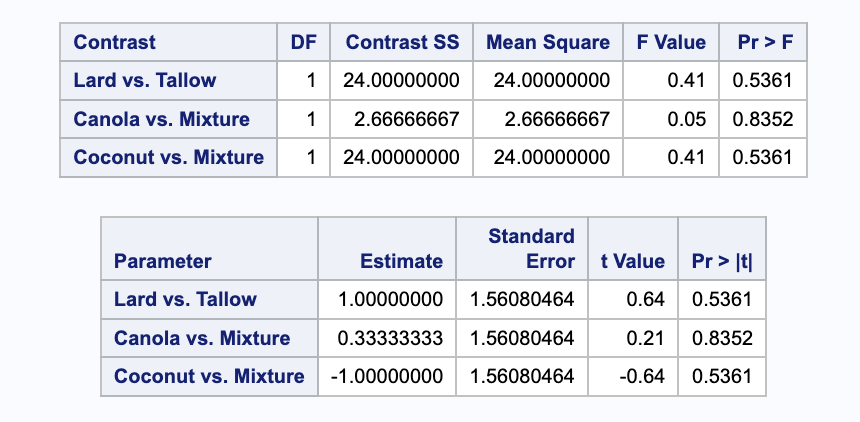 Contrast DF Contrast SS Mean Square F Value Pr > F
Lard vs. Tallow 1 24.00000000 24.00000000 0.41 0.5361
Canola vs. Mixture 1 2.66666667 2.66666667 0.05 0.8352
Coconut vs. Mixture 1 24.00000000 24.00000000 0.41 0.5361
Standard
Parameter Estimate Error t Value Pr > |t|
Lard vs. Tallow 1.00000000 1.56080464 0.64 0.5361
Canola vs. Mixture 0.33333333 1.56080464 0.21 0.8352
Coconut vs. Mixture -1.00000000 1.56080464 -0.64 0.5361